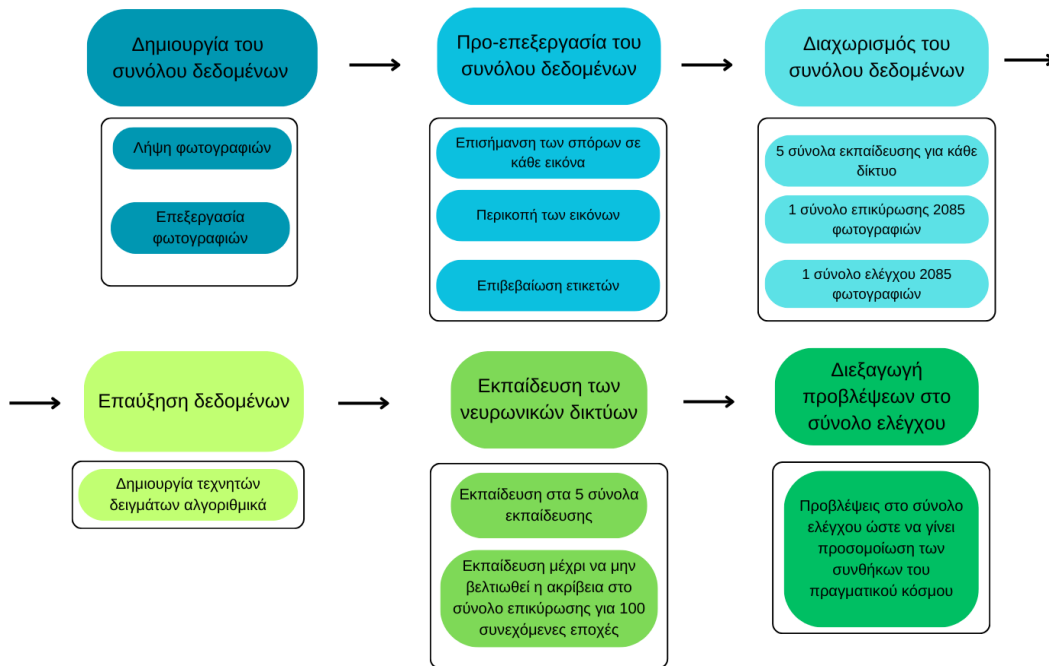 Δημιουργία του
συνόλου δεδομένων
Λήψη φωτογραφιών
Επεξεργασία
φωτογραφιών
Προ-επεξεργασία του
συνόλου δεδομένων
Επισήμανση των σπόρων σε
κάθε εικόνα
Περικοπή των εικόνων
Επιβεβαίωση ετικετών
Διαχωρισμός του
συνόλου δεδομένων
5 σύνολα εκπαίδευσης για κάθε
δίκτυο
1 σύνολο επικύρωσης 2085
φωτογραφιών
1 σύνολο ελέγχου 2085
φωτογραφιών
Επαύξηση δεδομένων
Δημιουργία τεχνητών
δειγμάτων αλγοριθμικά
Εκπαίδευση των
νευρωνικών δικτύων
Εκπαίδευση στα 5 σύνολα
εκπαίδευσης
Εκπαίδευση μέχρι να μην
βελτιωθεί η ακρίβεια στο
σύνολο επικύρωσης για 100
συνεχόμενες εποχές
Διεξαγωγή
προβλέψεων στο
σύνολο ελέγχου
Προβλέψεις στο σύνολο
ελέγχου ώστε να γίνει
προσομοίωση των
συνθήκων του
πραγματικού κόσμου